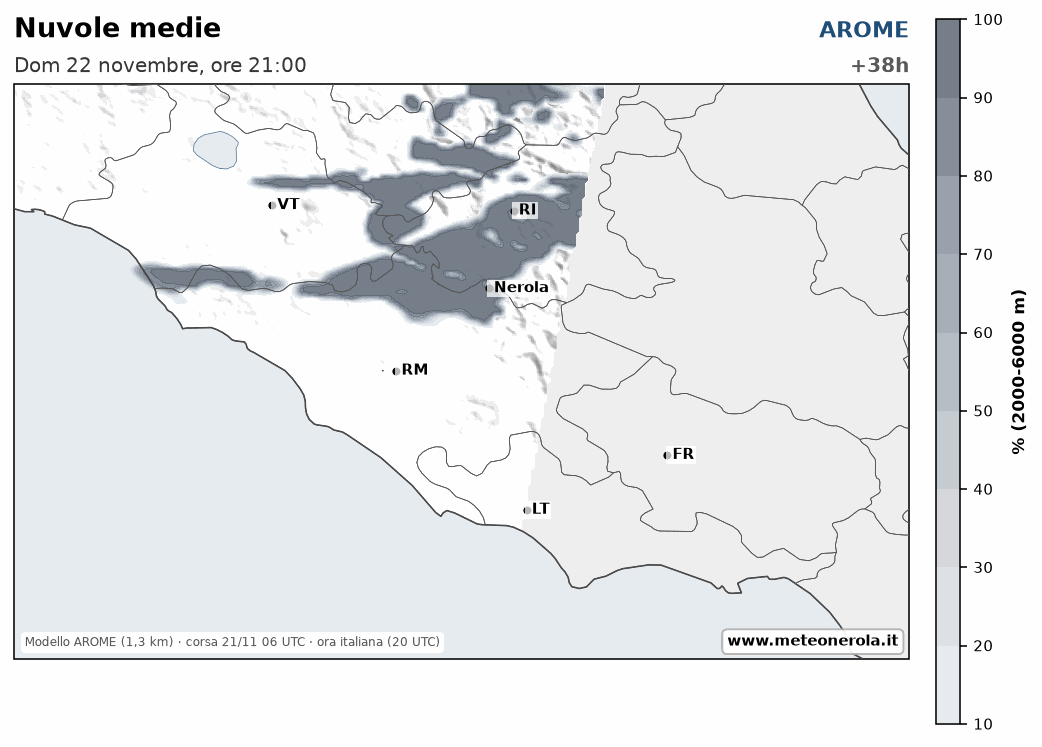 Nuvole medie
AROME
Dom 22 novembre, ore 21:00
+38h
100
90
80
70
60
50
40
30
20
10
% (2000-6000 m)
VT
RI
Nerola
RM
FR
LT
Modello AROME (1,3 km) · corsa 21/11 06 UTC · ora italiana (20 UTC)
www.meteonerola.it